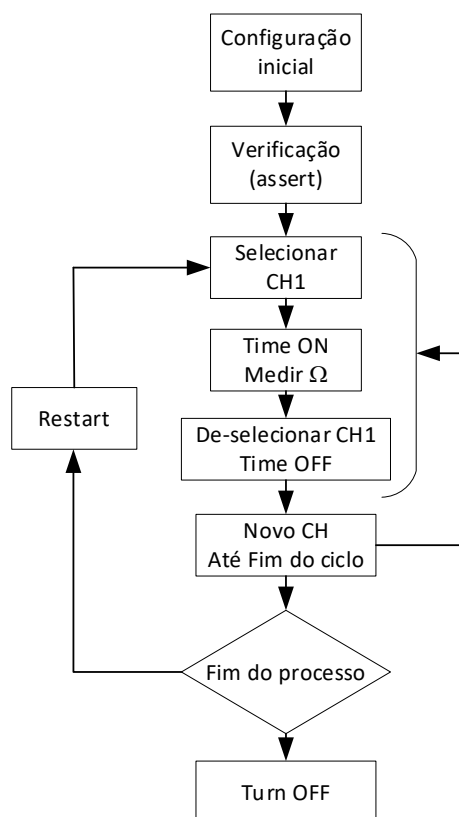 Configuração
inicial
Verificação
(assert)
Selecionar
CH1
Time ON
Medir Ω
Restart
De-selecionar CH1
Time OFF
Novo CH
Até Fim do ciclo
Fim do processo
Turn OFF